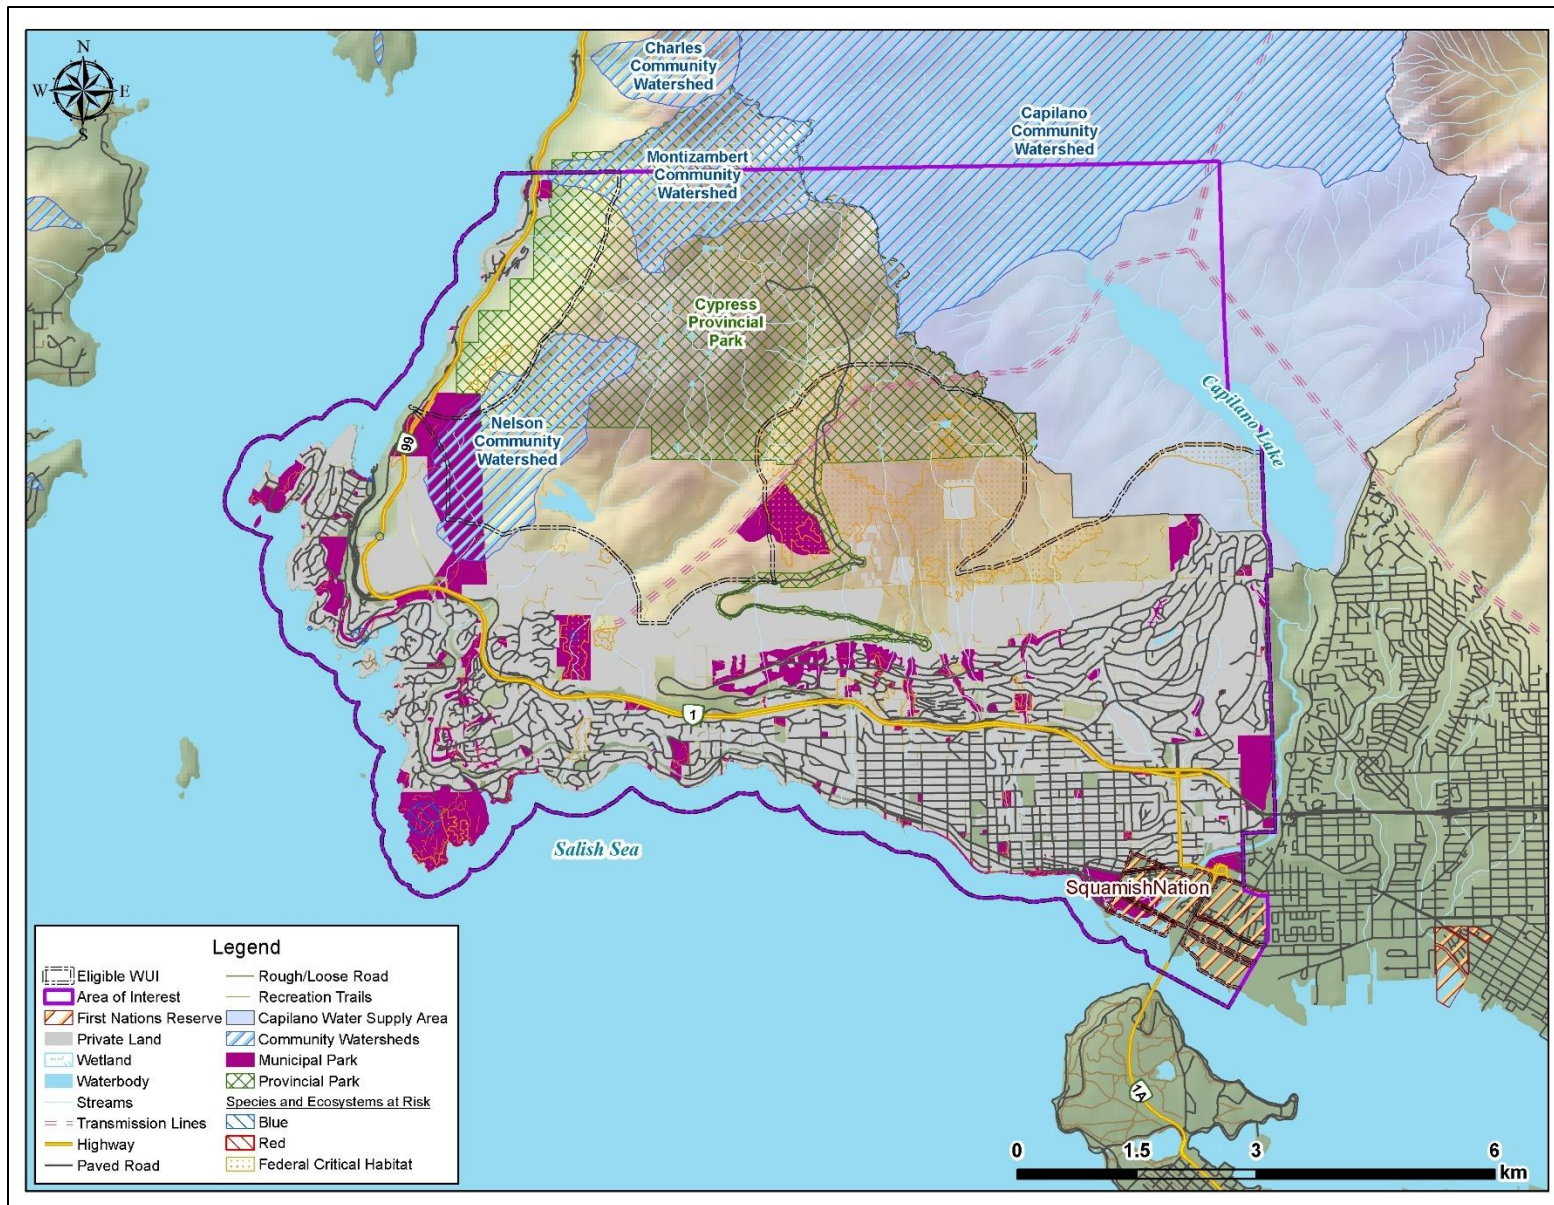 N
W
E
S
Charles
Community
Watershed
Capilano
Community
Watershed
Montizambert
Community
Watershed
Cypress
Provincial
Park
Capilano Lake
Nelson
Community
Watershed
99
1
Salish Sea
SquamishNation
1A
Legend
Eligible WUI
Area of Interest
First Nations Reserve
Private Land
Wetland
Waterbody
Streams
Transmission Lines
Highway
Paved Road
Rough/Loose Road
Recreation Trails
Capilano Water Supply Area
Community Watersheds
Municipal Park
Provincial Park
Species and Ecosystems at Risk
Blue
Red
Federal Critical Habitat
0 1.5 3 6
km